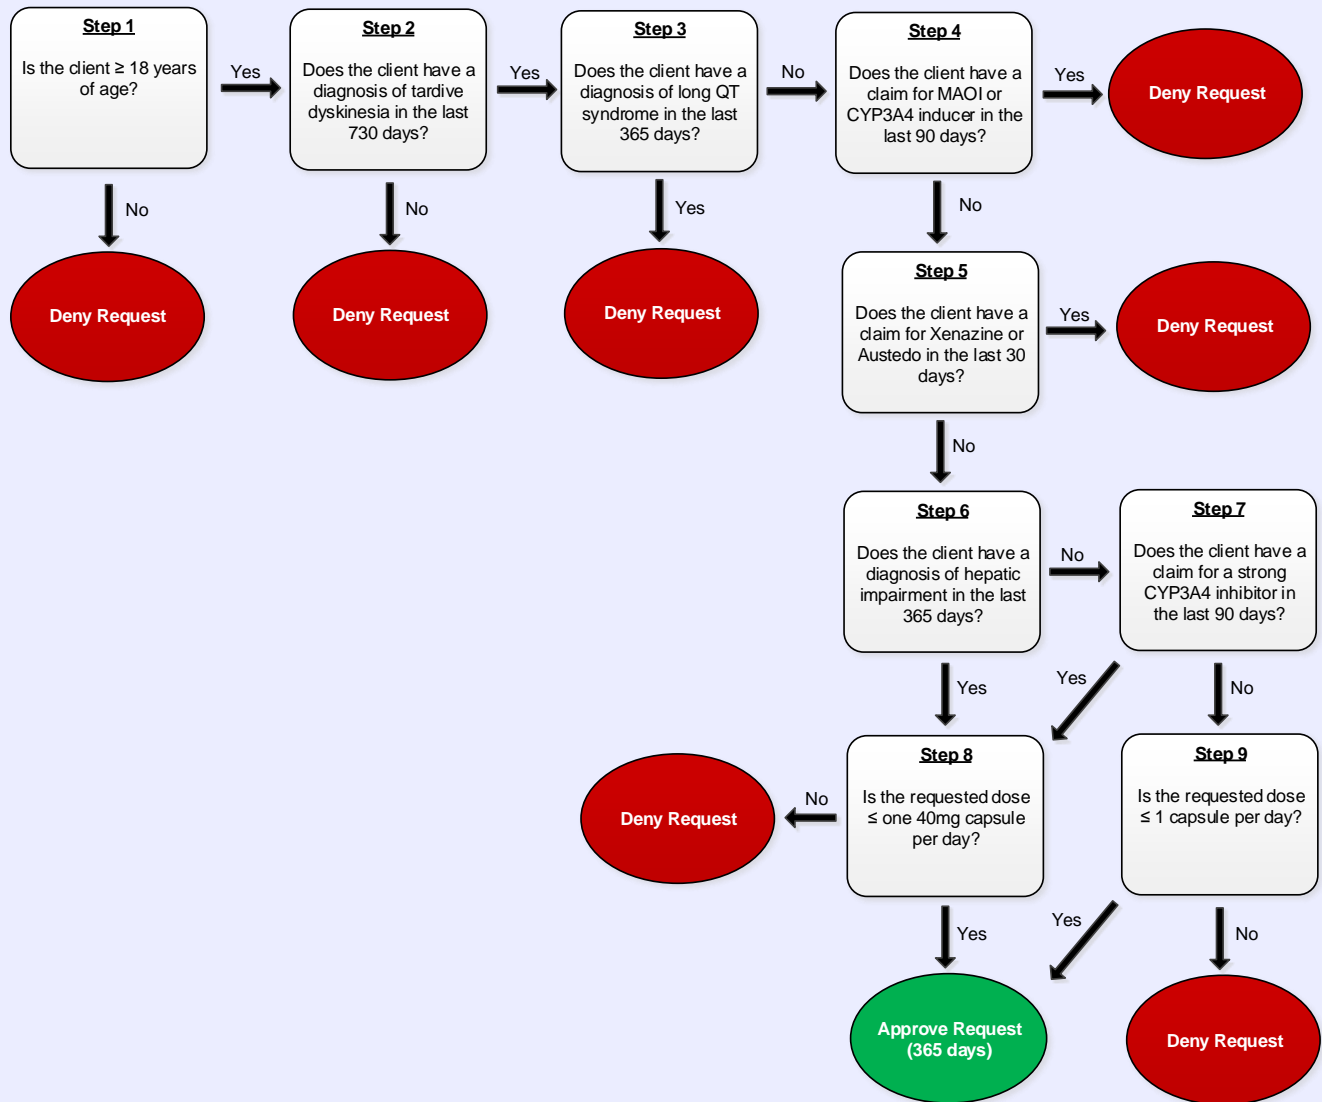 Step 1
Is the client ≥ 18 years
of age?
Yes
No
Deny Request
Step 2
Does the client have a
diagnosis of tardive
dyskinesia in the last
730 days?
Yes
No
Deny Request
Step 3
Does the client have a
diagnosis of long QT
syndrome in the last
365 days?
No
Yes
Deny Request
Step 4
Does the client have a
claim for MAOI or
CYP3A4 inducer in the
last 90 days?
Yes
Deny Request
No
Step 5
Does the client have a
claim for Xenazine or
Austedo in the last 30
days?
Yes
Deny Request
No
Step 6
Does the client have a
diagnosis of hepatic
impairment in the last
365 days?
No
Yes
Step 7
Does the client have a
claim for a strong
CYP3A4 inhibitor in
the last 90 days?
Yes
No
Step 8
Is the requested dose
≤ one 40mg capsule
per day?
No
Deny Request
Yes
Step 9
Is the requested dose
≤ 1 capsule per day?
Yes
No
Approve Request
(365 days)
Deny Request